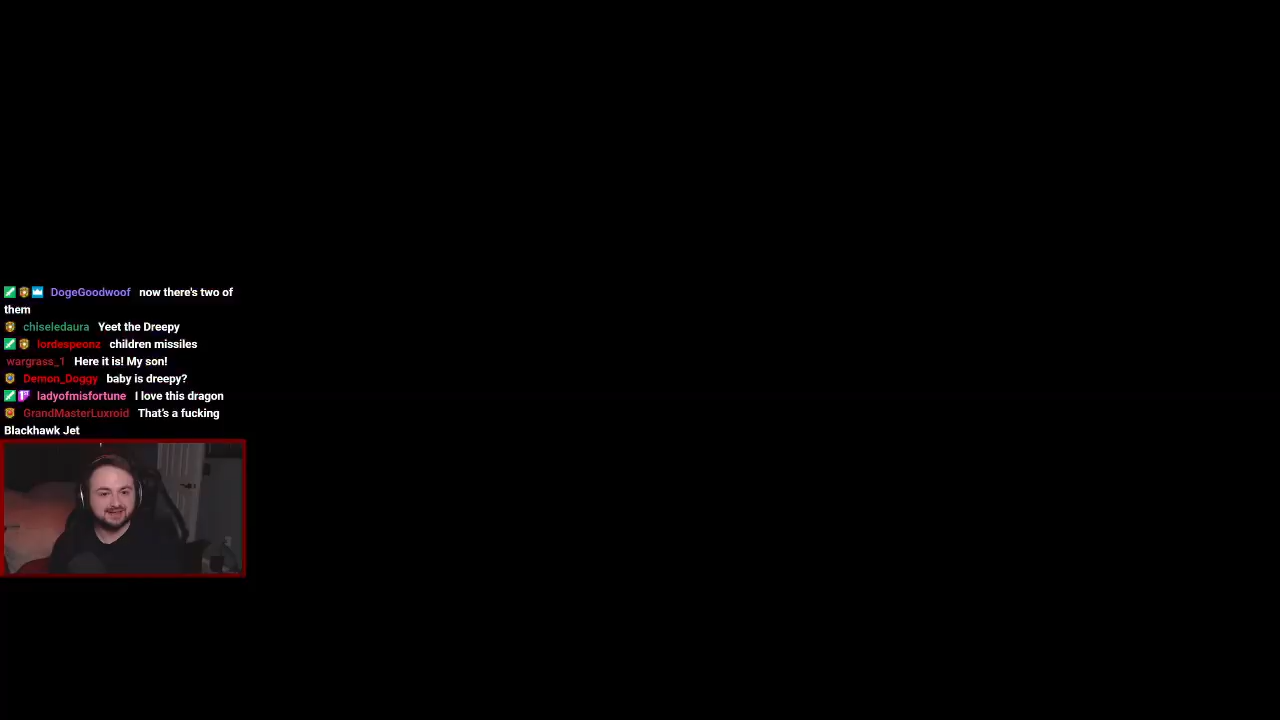 DogeGoodwoof now there's two of
them
chiseledaura Yeet the Dreepy
lordespeonz children missiles
wargrass_1 Here it is! My son!
Demon_Doggy baby is dreepy?
ladyofmisfortune I love this dragon
GrandMasterLuxroid That's a fucking
Blackhawk Jet